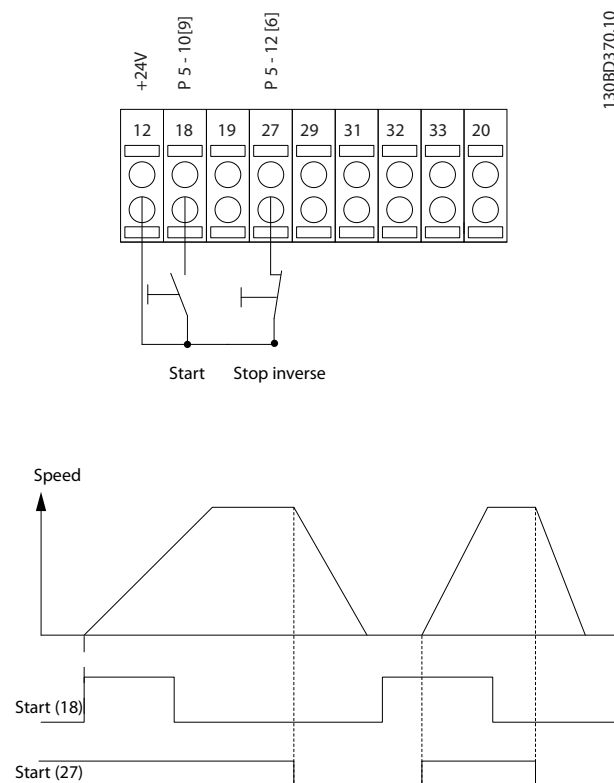 +24V
P 5 - 10[9]
P 5 - 12 [6]
130BD370.10
12 18 19 27 29 31 32 33 20
Start Stop inverse
Speed
Start (18)
Start (27)